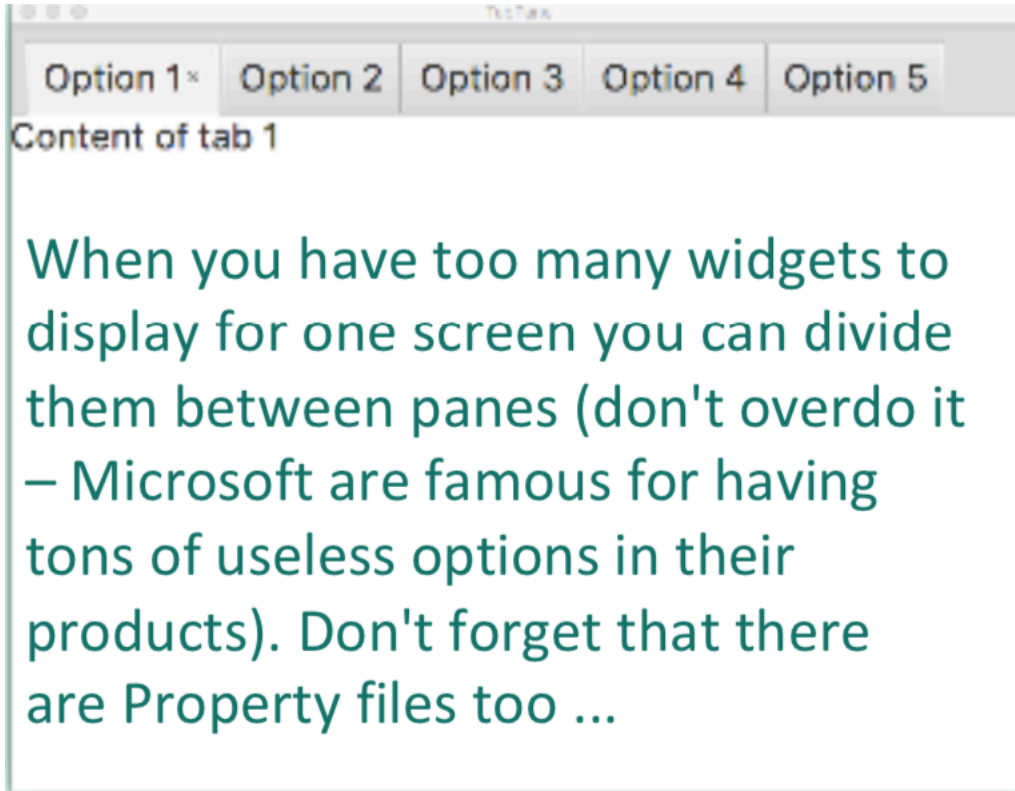 Option 1× Option 2 Option 3 Option 4 Option 5
Content of tab 1
When you have too many widgets to
display for one screen you can divide
them between panes (don't overdo it
– Microsoft are famous for having
tons of useless options in their
products). Don't forget that there
are Property files too ...